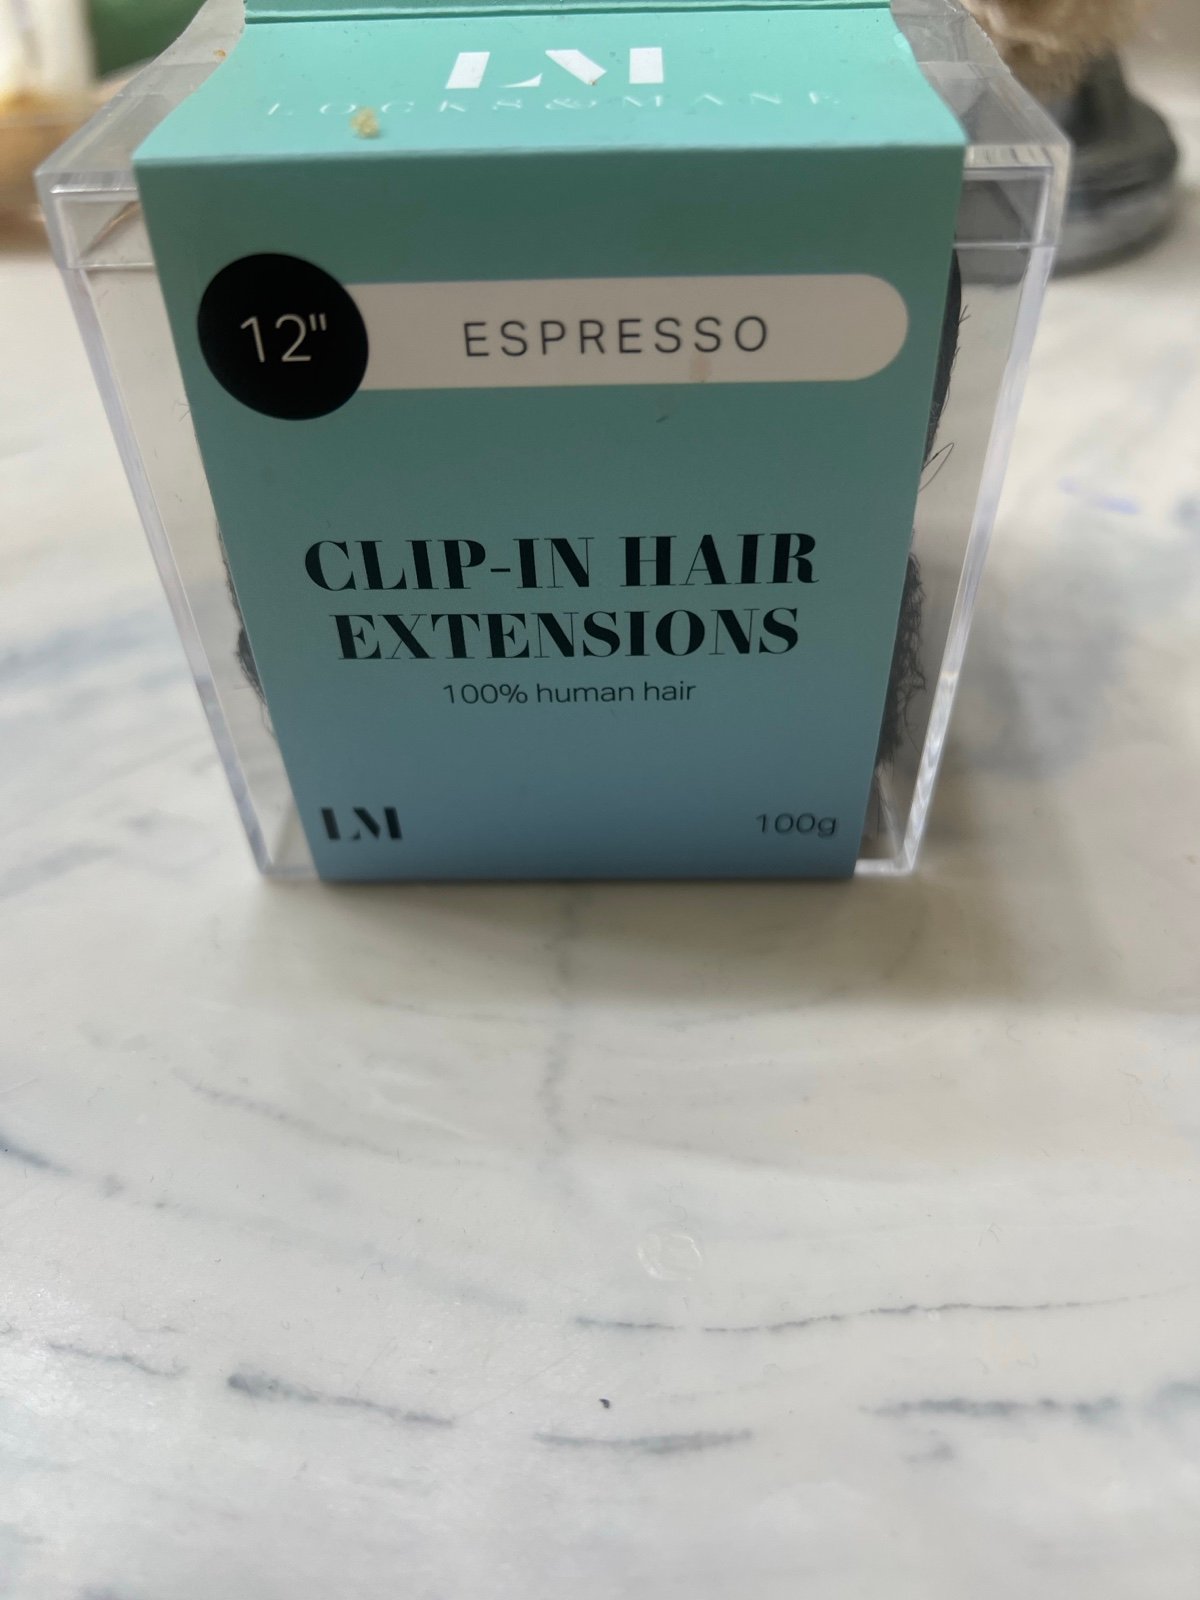 LM
LOCKS&MANE
12" ESPRESSO
CLIP-IN HAIR
EXTENSIONS
100% human hair
LM 100g